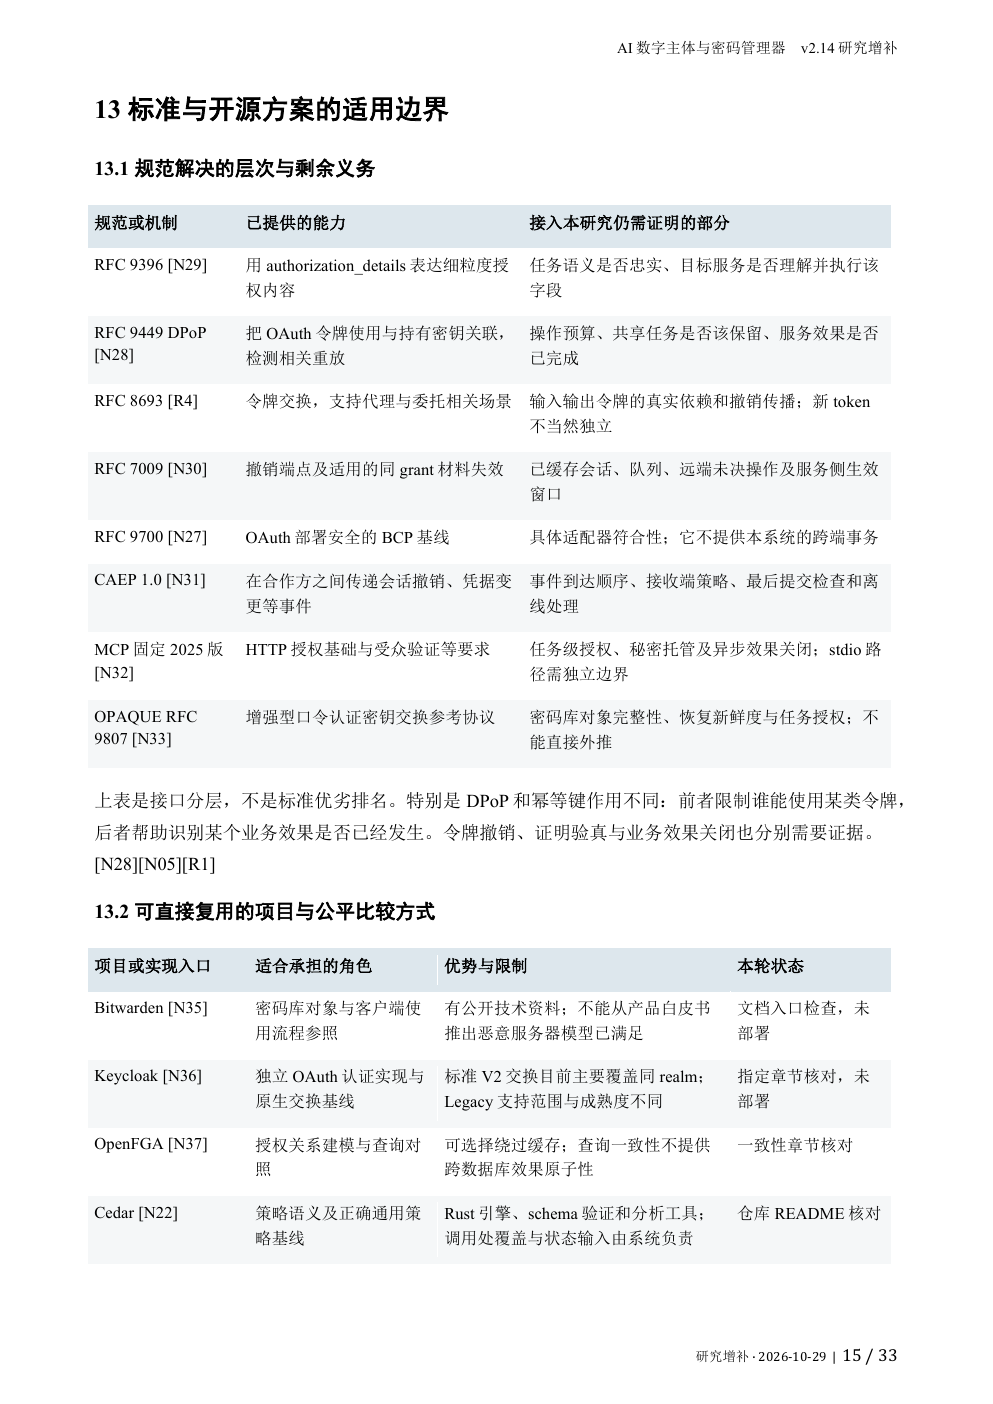 AI 数字主体与密码管理器 v2.14 研究增补
13 标准与开源方案的适用边界
13.1 规范解决的层次与剩余义务
规范或机制 已提供的能力 接入本研究仍需证明的部分
RFC 9396 [N29] 用 authorization_details 表达细粒度授 任务语义是否忠实、目标服务是否理解并执行该
权内容 字段
RFC 9449 DPoP 把 OAuth 令牌使用与持有密钥关联， 操作预算、共享任务是否该保留、服务效果是否
[N28] 检测相关重放 已完成
RFC 8693 [R4] 令牌交换，支持代理与委托相关场景 输入输出令牌的真实依赖和撤销传播；新 token
不当然独立
RFC 7009 [N30] 撤销端点及适用的同 grant 材料失效 已缓存会话、队列、远端未决操作及服务侧生效
窗口
RFC 9700 [N27] OAuth 部署安全的 BCP 基线 具体适配器符合性；它不提供本系统的跨端事务
CAEP 1.0 [N31] 在合作方之间传递会话撤销、凭据变 事件到达顺序、接收端策略、最后提交检查和离
更等事件 线处理
MCP 固定 2025 版 HTTP 授权基础与受众验证等要求 任务级授权、秘密托管及异步效果关闭；stdio 路
[N32] 径需独立边界
OPAQUE RFC 增强型口令认证密钥交换参考协议 密码库对象完整性、恢复新鲜度与任务授权；不
9807 [N33] 能直接外推
上表是接口分层，不是标准优劣排名。特别是 DPoP 和幂等键作用不同：前者限制谁能使用某类令牌，
后者帮助识别某个业务效果是否已经发生。令牌撤销、证明验真与业务效果关闭也分别需要证据。
[N28][N05][R1]
13.2 可直接复用的项目与公平比较方式
项目或实现入口 适合承担的角色 优势与限制 本轮状态
Bitwarden [N35] 密码库对象与客户端使 有公开技术资料；不能从产品白皮书 文档入口检查，未
用流程参照 推出恶意服务器模型已满足 部署
Keycloak [N36] 独立 OAuth 认证实现与 标准 V2 交换目前主要覆盖同 realm； 指定章节核对，未
原生交换基线 Legacy 支持范围与成熟度不同 部署
OpenFGA [N37] 授权关系建模与查询对 可选择绕过缓存；查询一致性不提供 一致性章节核对
照 跨数据库效果原子性
Cedar [N22] 策略语义及正确通用策 Rust 引擎、schema 验证和分析工具； 仓库 README 核对
略基线 调用处覆盖与状态输入由系统负责
研究增补 · 2026-10-29 | 15 / 33